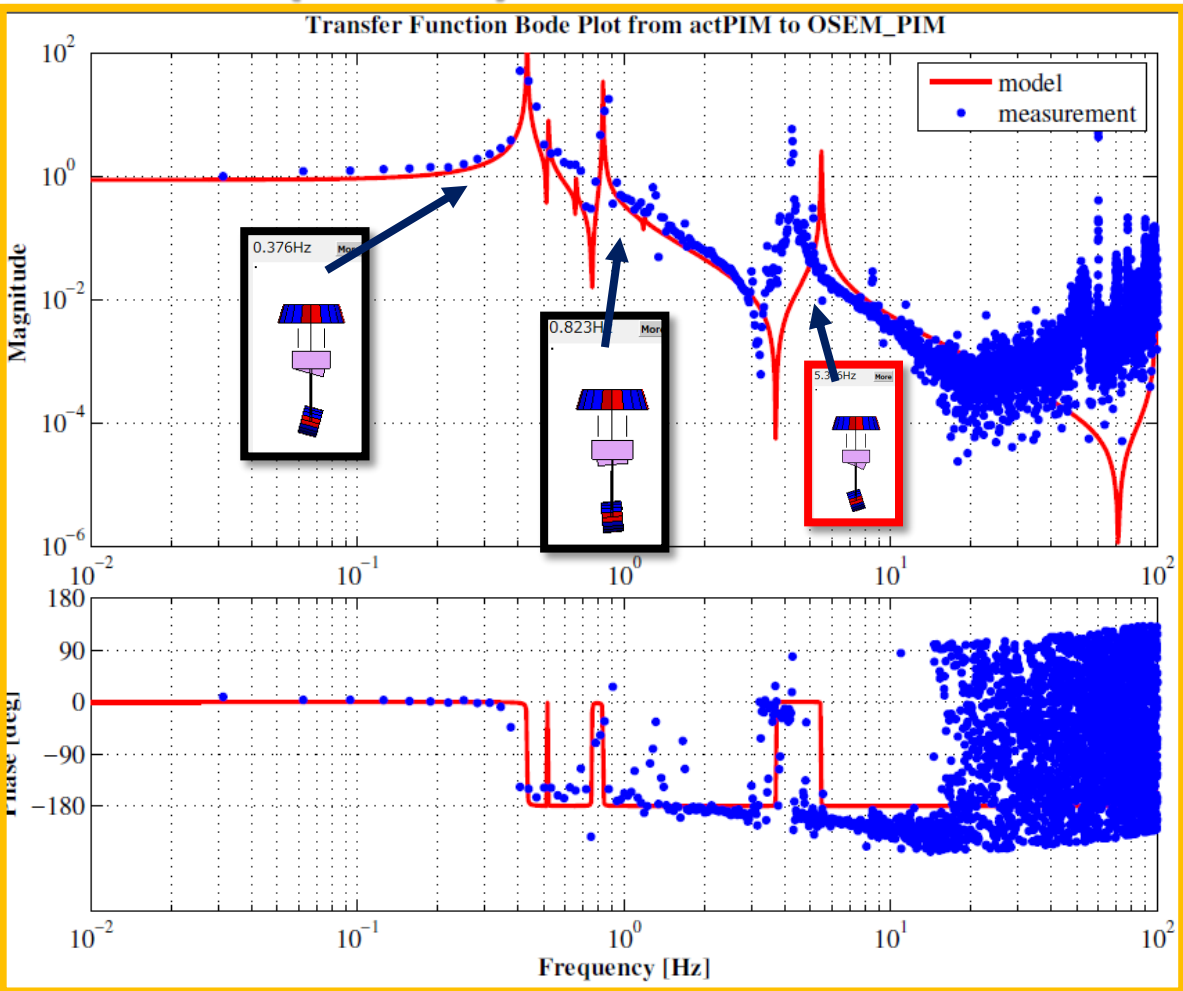 Transfer Function Bode Plot from actPIM to OSEM_PIM
10^2
10^0
10^-2
10^-4
10^-6
Magnitude
model
measurement
0.376Hz
0.823Hz More
More
10^-2 10^-1 10^0 10^1 10^2
180
90
0
−90
−180
Phase [deg]
10^-2 10^-1 10^0 10^1 10^2
Frequency [Hz]